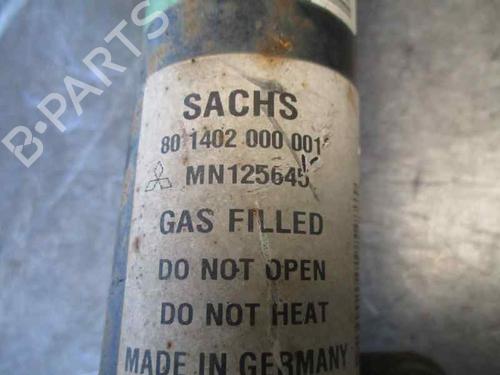 B-PARTS
SACHS
80 1402 000 001
MN125645
GAS FILLED
DO NOT OPEN
DO NOT HEAT
MADE IN GERMANY